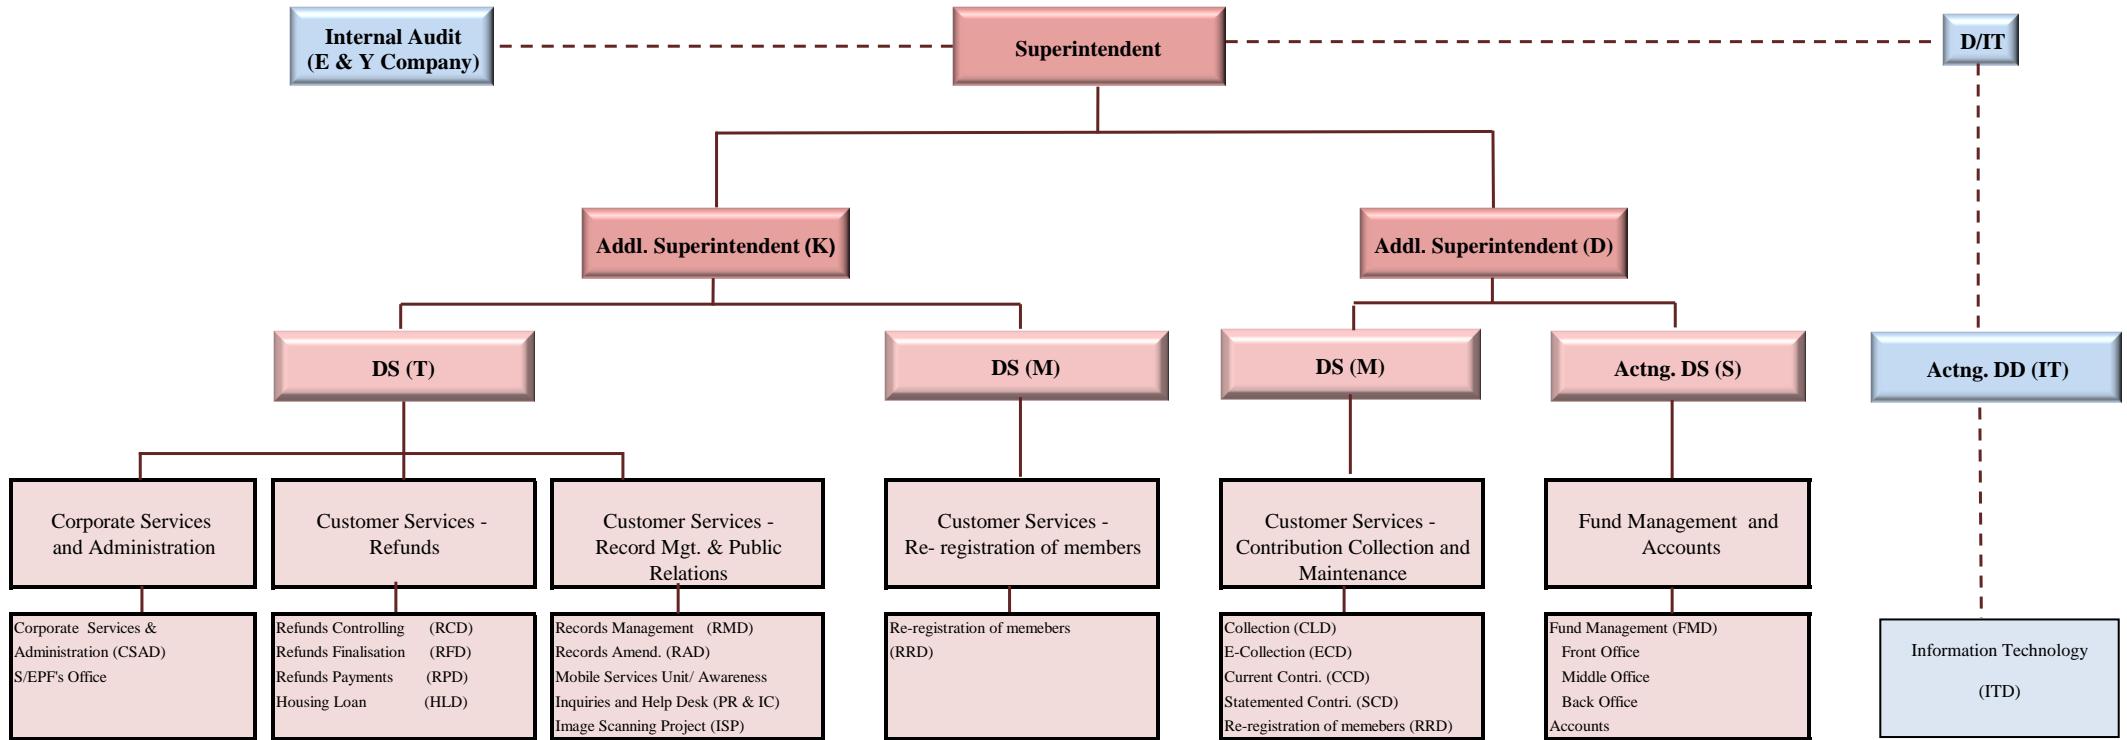 Internal Audit
(E & Y Company)
Superintendent
D/IT
Addl. Superintendent (K)
Addl. Superintendent (D)
DS (T)
DS (M)
DS (M)
Actng. DS (S)
Actng. DD (IT)
Corporate Services
and Administration
Customer Services -
Refunds
Customer Services -
Record Mgt. & Public
Relations
Customer Services -
Re- registration of members
Customer Services -
Contribution Collection and
Maintenance
Fund Management and
Accounts
Corporate Services &
Administration (CSAD)
S/EPF's Office
Refunds Controlling (RCD)
Refunds Finalisation (RFD)
Refunds Payments (RPD)
Housing Loan (HLD)
Records Management (RMD)
Records Amend. (RAD)
Mobile Services Unit/ Awareness
Inquiries and Help Desk (PR & IC)
Image Scanning Project (ISP)
Re-registration of memebers
(RRD)
Collection (CLD)
E-Collection (ECD)
Current Contri. (CCD)
Statemented Contri. (SCD)
Re-registration of memebers (RRD)
Fund Management (FMD)
Front Office
Middle Office
Back Office
Accounts
Information Technology
(ITD)